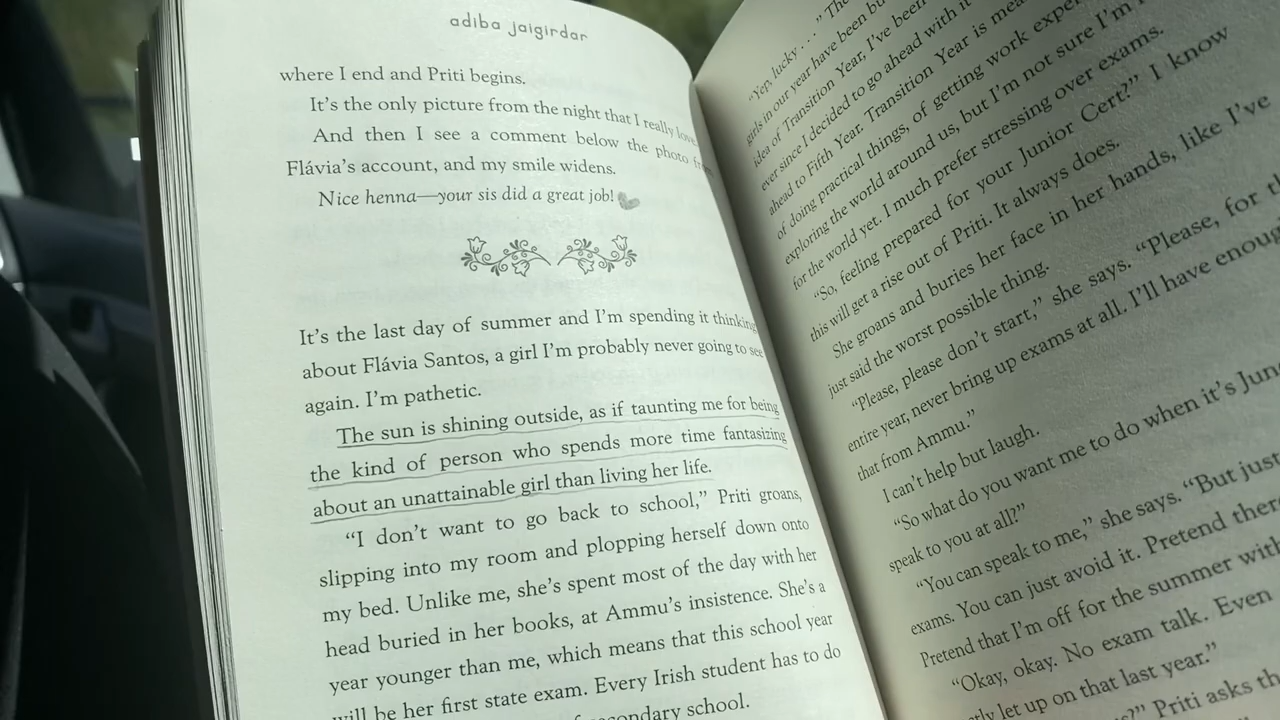 adiba jaigirdar
where I end and Priti begins.
It's the only picture from the night that I really love
And then I see a comment below the photo from
Flávia's account, and my smile widens.
Nice henna—your sis did a great job!
It's the last day of summer and I'm spending it thinking
about Flávia Santos, a girl I'm probably never going to see
again. I'm pathetic.
The sun is shining outside, as if taunting me for being
the kind of person who spends more time fantasizing
about an unattainable girl than living her life.
“I don't want to go back to school,” Priti groans,
slipping into my room and plopping herself down onto
my bed. Unlike me, she's spent most of the day with her
head buried in her books, at Ammu's insistence. She's a
year younger than me, which means that this school year
will be her first state exam. Every Irish student has to do
secondary school.
“Yep, lucky . . .” The
girls in our year have been
idea of Transition Year, I've been
ever since I decided to go ahead with it
ahead to Fifth Year. Transition Year is
of doing practical things, of getting work
exploring the world around us, but I'm not sure I'm
for the world yet. I much prefer stressing over exams.
“So, feeling prepared for your Junior Cert?” I know
this will get a rise out of Priti. It always does.
She groans and buries her face in her hands, like I've
just said the worst possible thing.
“Please, please don't start,” she says. “Please, for
entire year, never bring up exams at all. I'll have enough
that from Ammu.”
I can't help but laugh.
“So what do you want me to do when it's
speak to you at all?”
“You can speak to me,” she says. “But just
exams. You can just avoid it. Pretend
Pretend that I'm off for the summer with
“Okay, okay. No exam talk. Even
let up on that last year.”
Priti asks